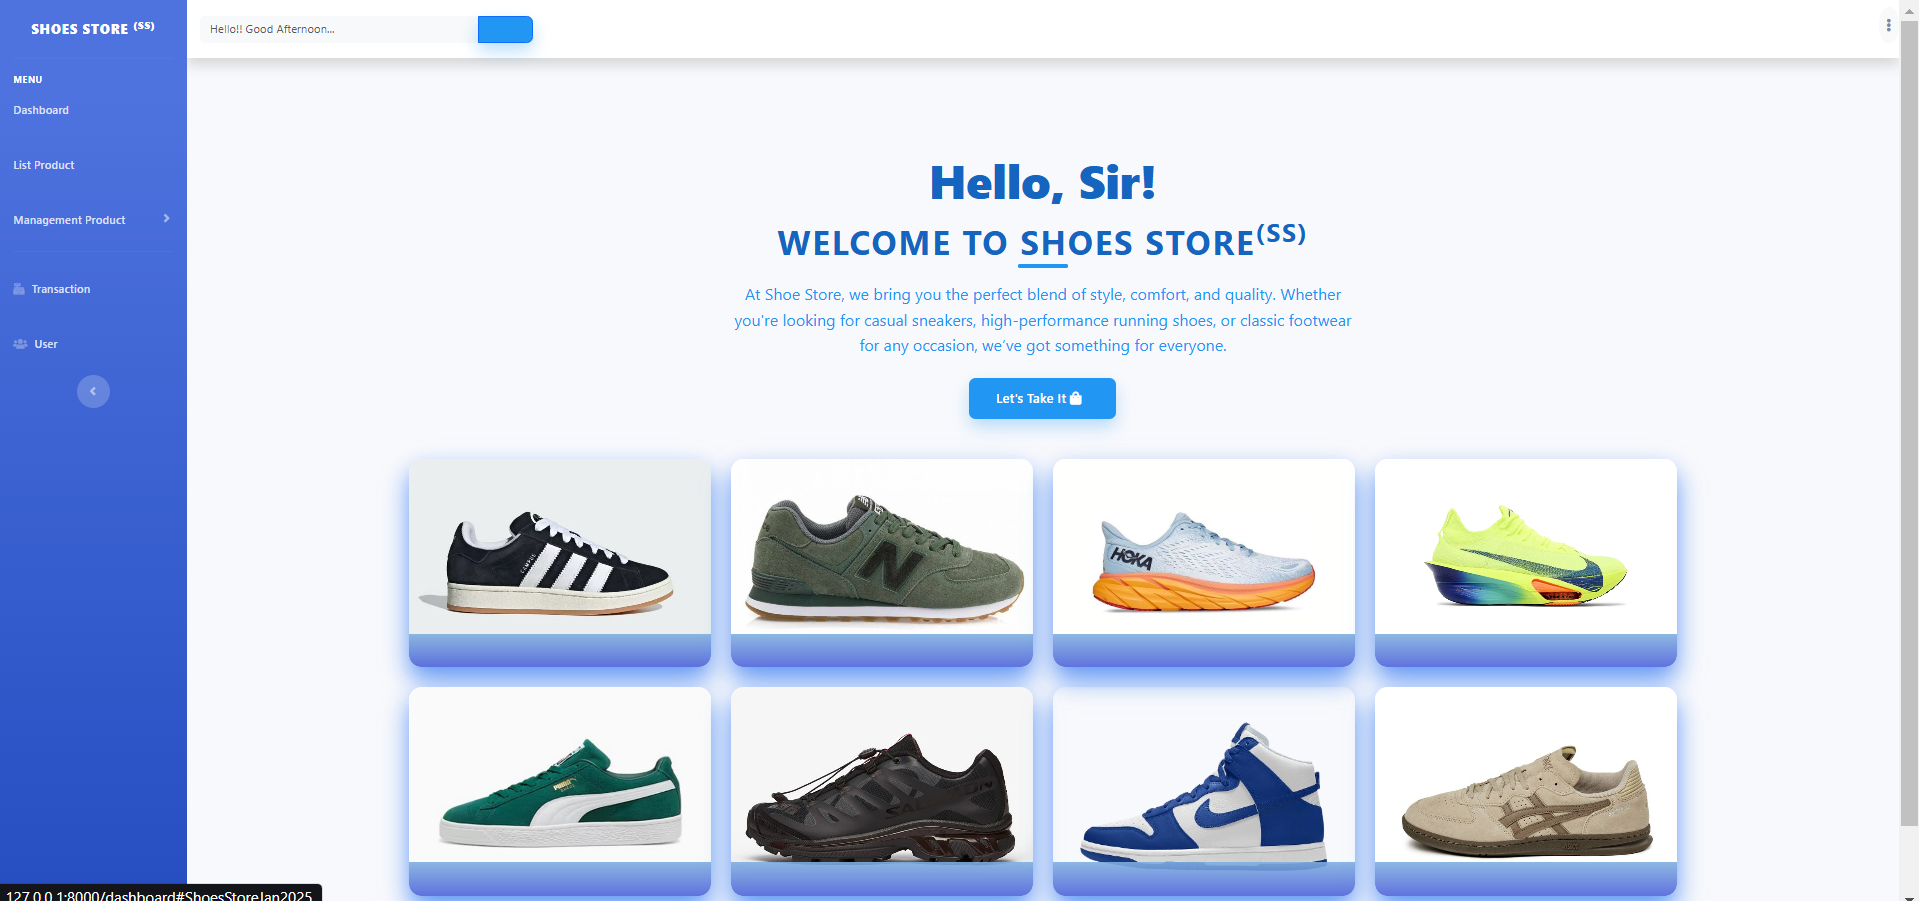 SHOES STORE (SS)
Hello!! Good Afternoon...
MENU
Dashboard
List Product
Management Product
Transaction
User
Hello, Sir!
WELCOME TO SHOES STORE(SS)
At Shoe Store, we bring you the perfect blend of style, comfort, and quality. Whether
you're looking for casual sneakers, high-performance running shoes, or classic footwear
for any occasion, we've got something for everyone.
Let's Take It
CAMPUS
N
HOKA
PUMA
127.0.0.1:8000/dashboard#ShoesStoreJan2025